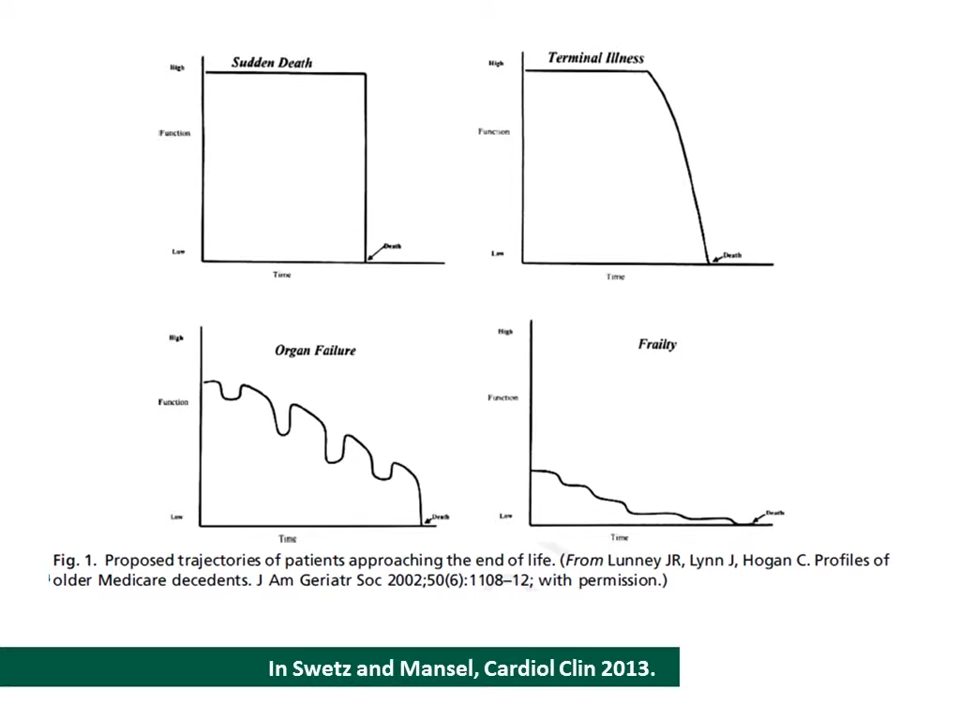 Sudden Death
High
Function
Low
Death
Time
Terminal Illness
High
Function
Low
Death
Time
Organ Failure
High
Function
Low
Death
Time
Frailty
High
Function
Low
Death
Time
Fig. 1. Proposed trajectories of patients approaching the end of life. (From Lunney JR, Lynn J, Hogan C. Profiles of
older Medicare decedents. J Am Geriatr Soc 2002;50(6):1108–12; with permission.)
In Swetz and Mansel, Cardiol Clin 2013.